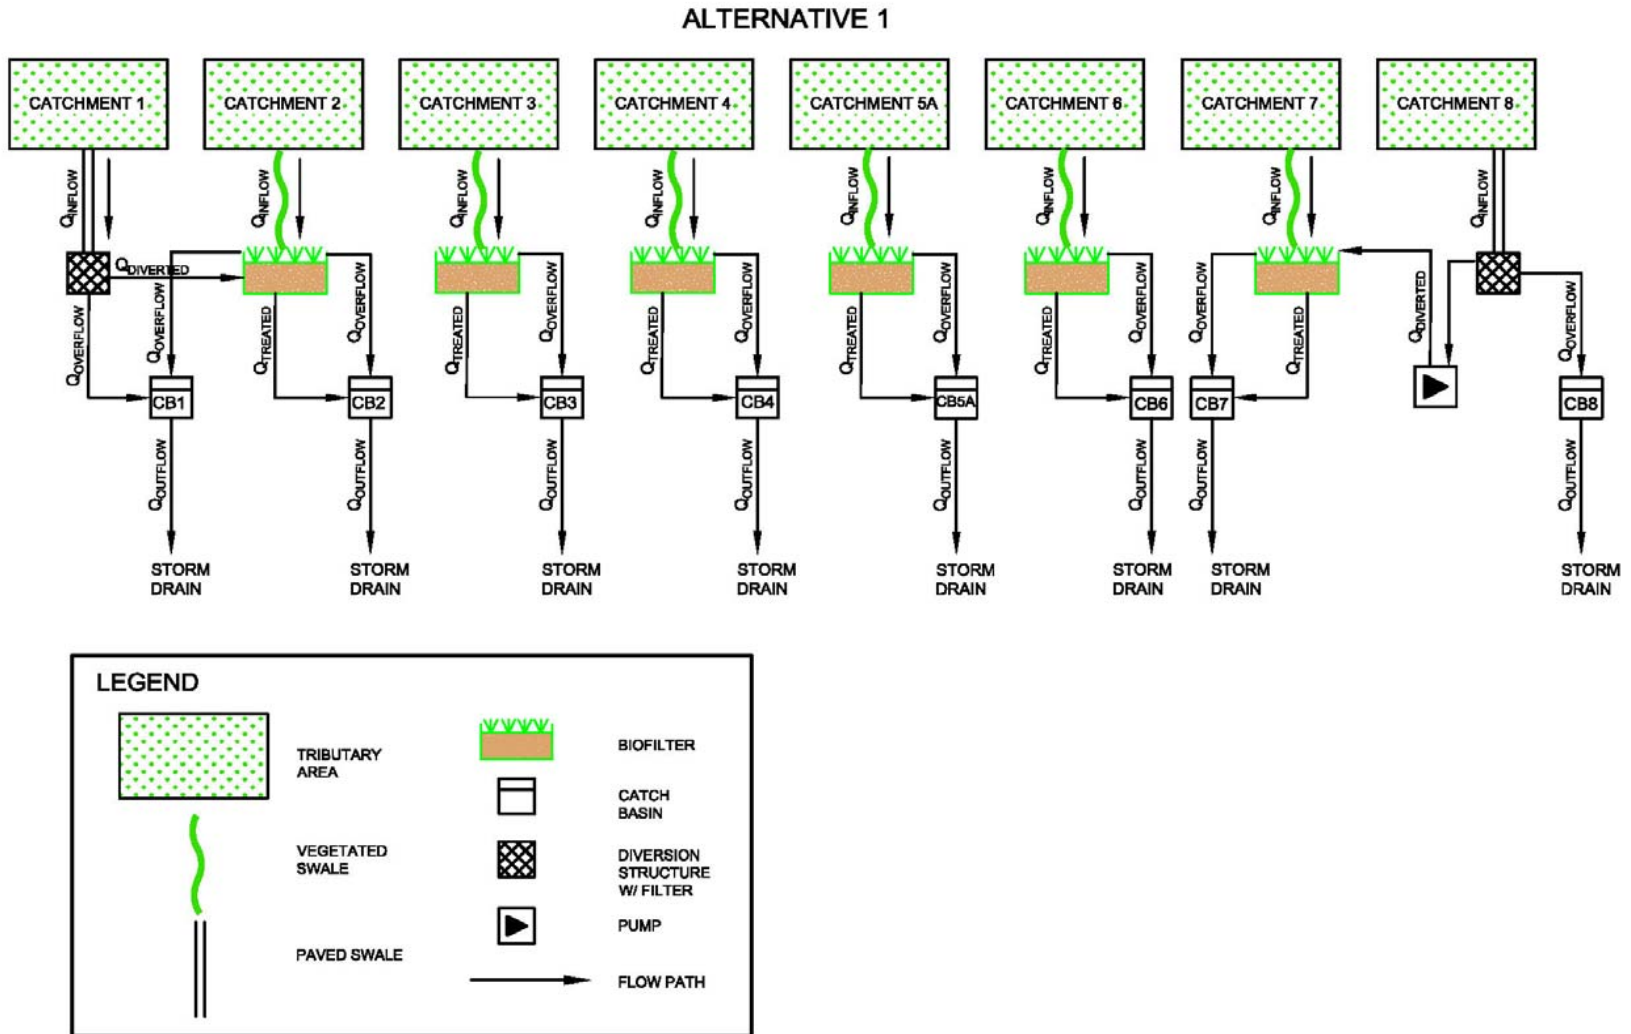 ALTERNATIVE 1
CATCHMENT 1
CATCHMENT 2
CATCHMENT 3
CATCHMENT 4
CATCHMENT 5A
CATCHMENT 6
CATCHMENT 7
CATCHMENT 8
QINFLOW
QINFLOW
QINFLOW
QINFLOW
QINFLOW
QINFLOW
QINFLOW
QINFLOW
QDIVERTED
QOVERFLOW
QOVERFLOW
QTREATED
QOVERFLOW
QTREATED
QOVERFLOW
QTREATED
QOVERFLOW
QTREATED
QOVERFLOW
QTREATED
QOVERFLOW
QOVERFLOW
QTREATED
QDIVERTED
QOVERFLOW
CB1
CB2
CB3
CB4
CB5A
CB6
CB7
CB8
QOUTFLOW
QOUTFLOW
QOUTFLOW
QOUTFLOW
QOUTFLOW
QOUTFLOW
QOUTFLOW
QOUTFLOW
STORM
DRAIN
STORM
DRAIN
STORM
DRAIN
STORM
DRAIN
STORM
DRAIN
STORM
DRAIN
STORM
DRAIN
STORM
DRAIN
LEGEND
TRIBUTARY
AREA
VEGETATED
SWALE
PAVED SWALE
BIOFILTER
CATCH
BASIN
DIVERSION
STRUCTURE
W/ FILTER
PUMP
FLOW PATH